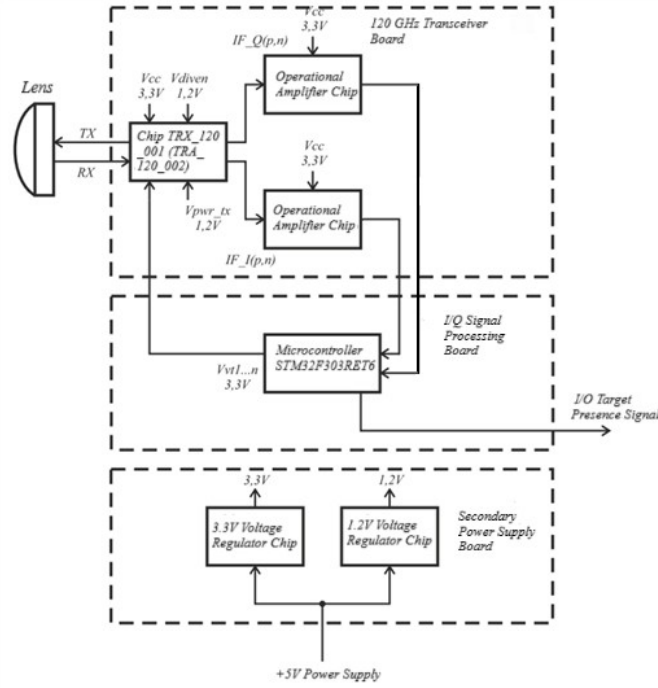 Vcc
3,3V
120 GHz Transceiver
Board
IF_Q(p,n)
Operational
Amplifier Chip
Lens
Vcc
3,3V
Vdiven
1,2V
TX
RX
Chip TRX_120
_001 (TRA_
120_002)
Vcc
3,3V
Vpwr_tx
1,2V
Operational
Amplifier Chip
IF_I(p,n)
I/Q Signal
Processing
Board
Microcontroller
STM32F303RET6
Vvt1...n
3,3V
I/O Target
Presence Signal
3,3V
1,2V
3.3V Voltage
Regulator Chip
1.2V Voltage
Regulator Chip
Secondary
Power Supply
Board
+5V Power Supply